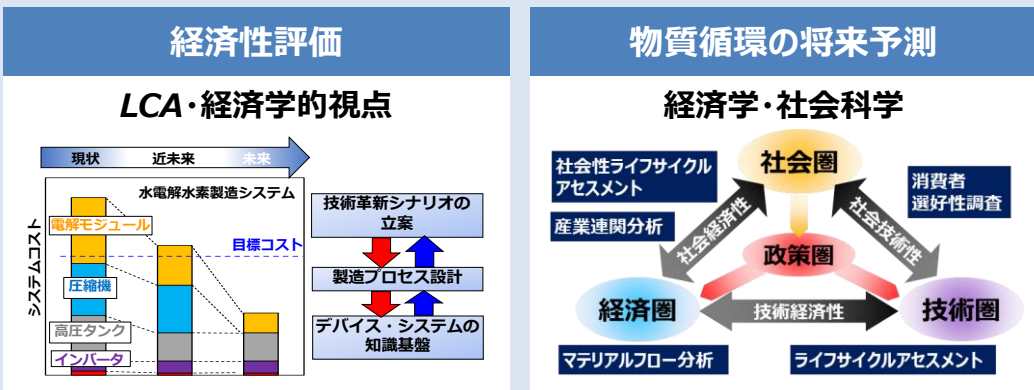 経済性評価
LCA・経済学的視点
現状
近未来
未来
水電解水素製造システム
システムコスト
電解モジュール
目標コスト
圧縮機
高圧タンク
インバータ
技術革新シナリオの
立案
製造プロセス設計
デバイス・システムの
知識基盤
物質循環の将来予測
経済学・社会科学
社会圏
社会性ライフサイクル
アセスメント
産業連関分析
消費者
選好性調査
社会経済性
社会技術性
政策圏
経済圏
技術経済性
技術圏
マテリアルフロー分析
ライフサイクルアセスメント